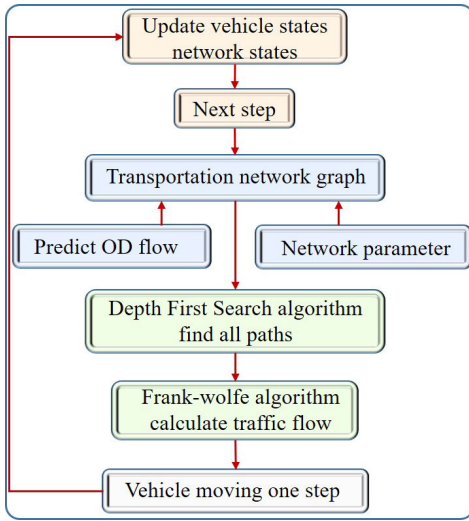 Update vehicle states
network states
Next step
Transportation network graph
Predict OD flow
Network parameter
Depth First Search algorithm
find all paths
Frank-wolfe algorithm
calculate traffic flow
Vehicle moving one step